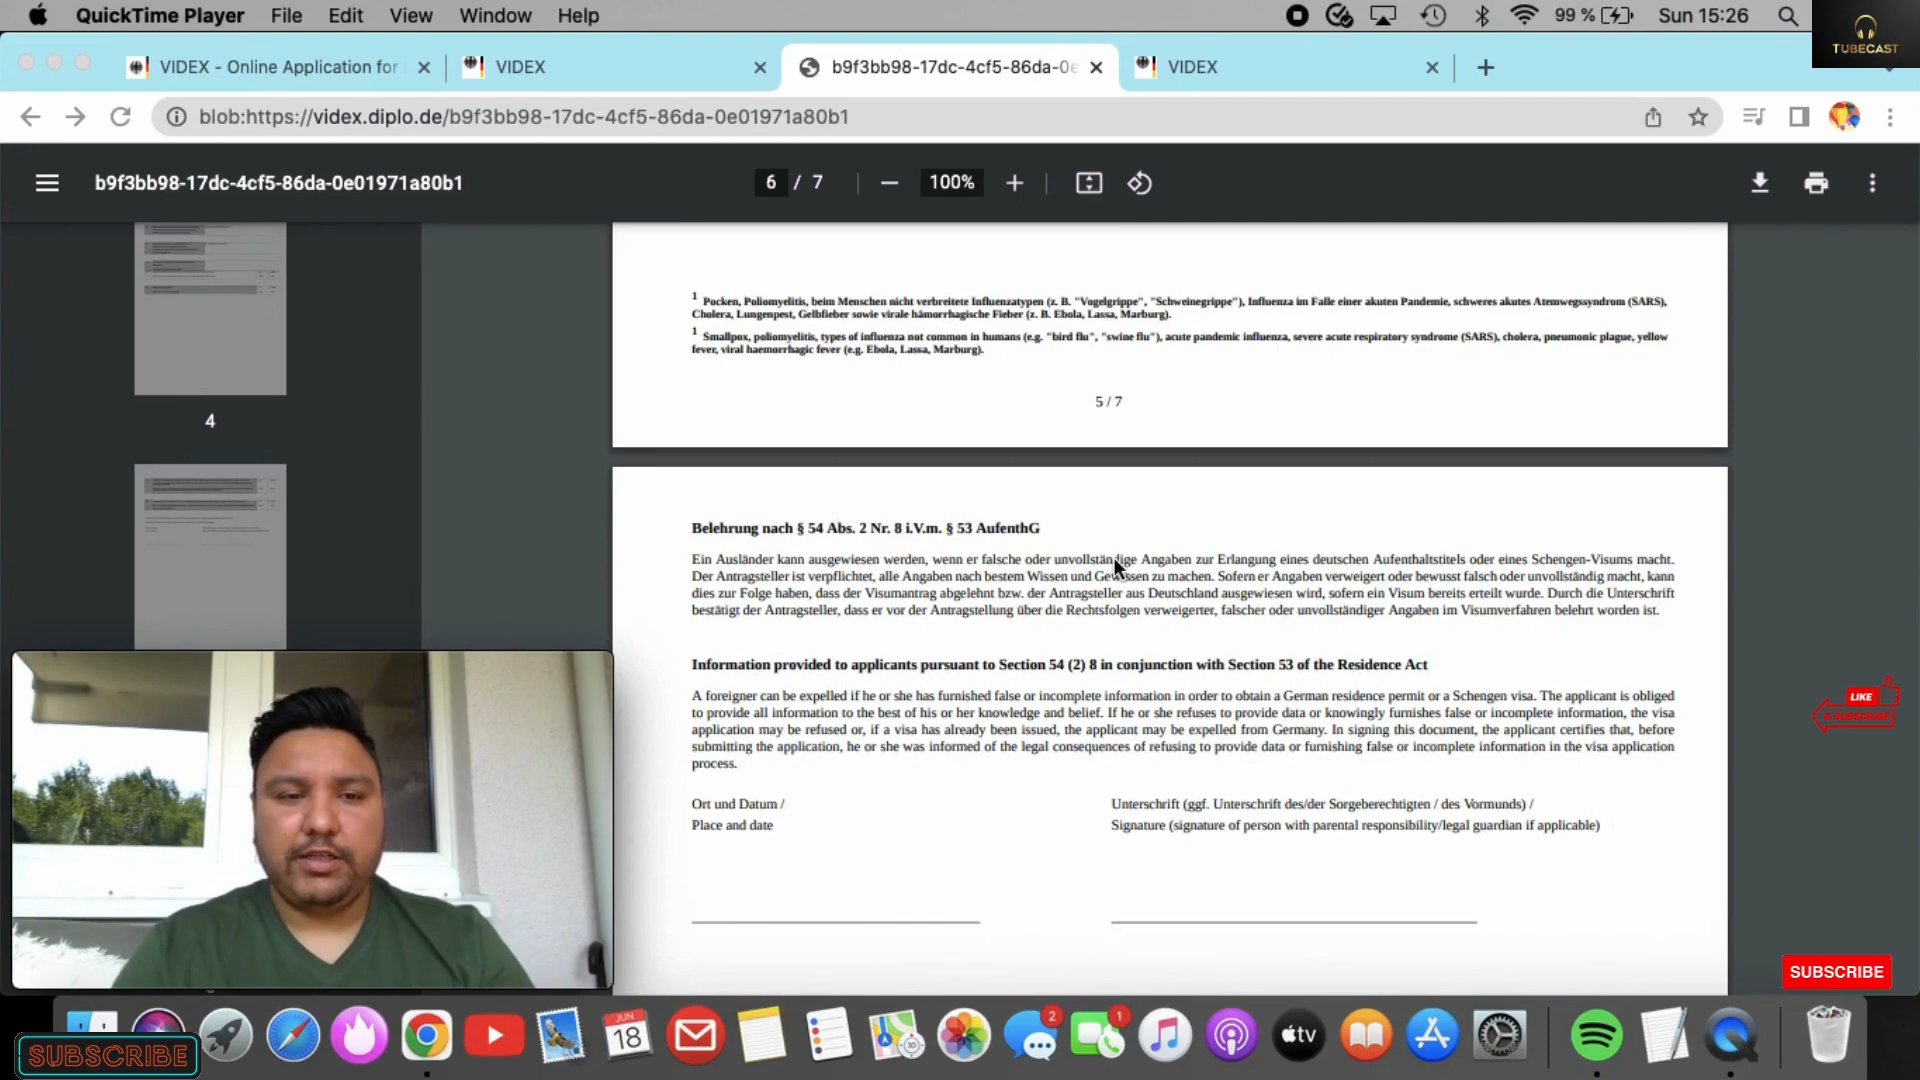 QuickTime Player File Edit View Window Help 99 % Sun 15:26
TUBECAST
VIDEX - Online Application for VIDEX b9f3bb98-17dc-4cf5-86da-0e VIDEX
blob:https://videx.diplo.de/b9f3bb98-17dc-4cf5-86da-0e01971a80b1
b9f3bb98-17dc-4cf5-86da-0e01971a80b1 6 / 7 100%
4
1 Pocken, Poliomyelitis, beim Menschen nicht verbreitete Influenzatypen (z. B. "Vogelgrippe", "Schweinegrippe"), Influenza im Falle einer akuten Pandemie, schweres akutes Atemwegssyndrom (SARS),
Cholera, Lungenpest, Gelbfieber sowie virale hämorrhagische Fieber (z. B. Ebola, Lassa, Marburg).
1 Smallpox, poliomyelitis, types of influenza not common in humans (e.g. "bird flu", "swine flu"), acute pandemic influenza, severe acute respiratory syndrome (SARS), cholera, pneumonic plague, yellow
fever, viral haemorrhagic fever (e.g. Ebola, Lassa, Marburg).
5 / 7
Belehrung nach § 54 Abs. 2 Nr. 8 i.V.m. § 53 AufenthG
Ein Ausländer kann ausgewiesen werden, wenn er falsche oder unvollständige Angaben zur Erlangung eines deutschen Aufenthaltstitels oder eines Schengen-Visums macht.
Der Antragsteller ist verpflichtet, alle Angaben nach bestem Wissen und Gewissen zu machen. Sofern er Angaben verweigert oder bewusst falsch oder unvollständig macht, kann
dies zur Folge haben, dass der Visumantrag abgelehnt bzw. der Antragsteller aus Deutschland ausgewiesen wird, sofern ein Visum bereits erteilt wurde. Durch die Unterschrift
bestätigt der Antragsteller, dass er vor der Antragstellung über die Rechtsfolgen verweigerter, falscher oder unvollständiger Angaben im Visumverfahren belehrt worden ist.
Information provided to applicants pursuant to Section 54 (2) 8 in conjunction with Section 53 of the Residence Act
A foreigner can be expelled if he or she has furnished false or incomplete information in order to obtain a German residence permit or a Schengen visa. The applicant is obliged
to provide all information to the best of his or her knowledge and belief. If he or she refuses to provide data or knowingly furnishes false or incomplete information, the visa
application may be refused or, if a visa has already been issued, the applicant may be expelled from Germany. In signing this document, the applicant certifies that, before
submitting the application, he or she was informed of the legal consequences of refusing to provide data or furnishing false or incomplete information in the visa application
process.
Ort und Datum / Unterschrift (ggf. Unterschrift des/der Sorgeberechtigten / des Vormunds) /
Place and date Signature (signature of person with parental responsibility/legal guardian if applicable)
LIKE
& SUBSCRIBE
SUBSCRIBE
JUN
18
2
1
tv
SUBSCRIBE